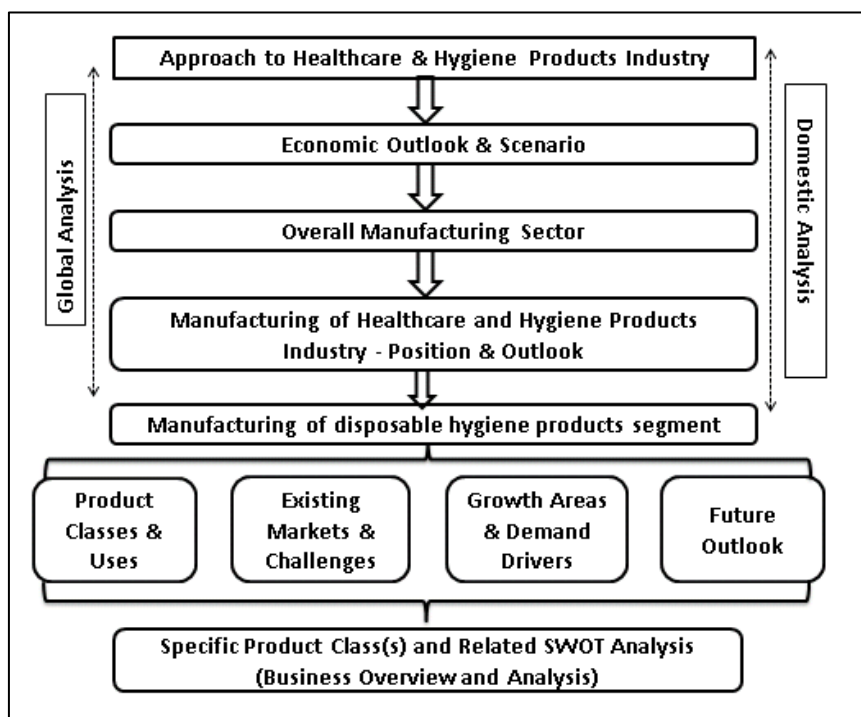 Approach to Healthcare & Hygiene Products Industry
Economic Outlook & Scenario
Overall Manufacturing Sector
Manufacturing of Healthcare and Hygiene Products
Industry - Position & Outlook
Manufacturing of disposable hygiene products segment
Global Analysis
Domestic Analysis
Product
Classes &
Uses
Existing
Markets &
Challenges
Growth Areas
& Demand
Drivers
Future
Outlook
Specific Product Class(s) and Related SWOT Analysis
(Business Overview and Analysis)